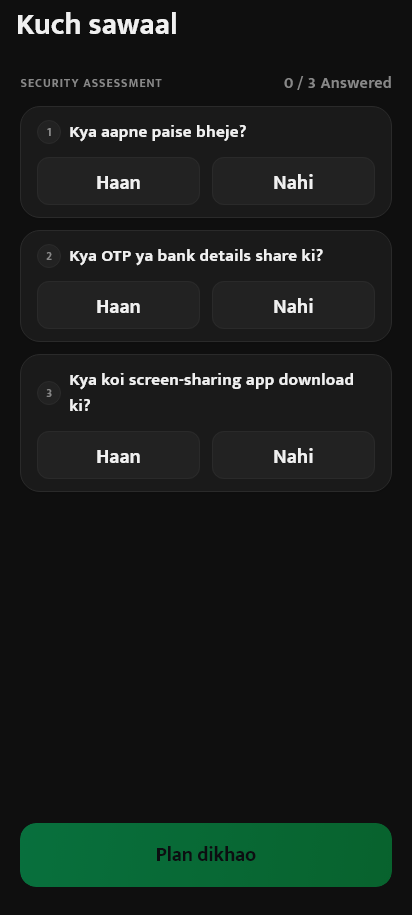 Kuch sawaal
SECURITY ASSESSMENT
0 / 3 Answered
1
Kya aapne paise bheje?
Haan
Nahi
2
Kya OTP ya bank details share ki?
Haan
Nahi
3
Kya koi screen-sharing app download
ki?
Haan
Nahi
Plan dikhao